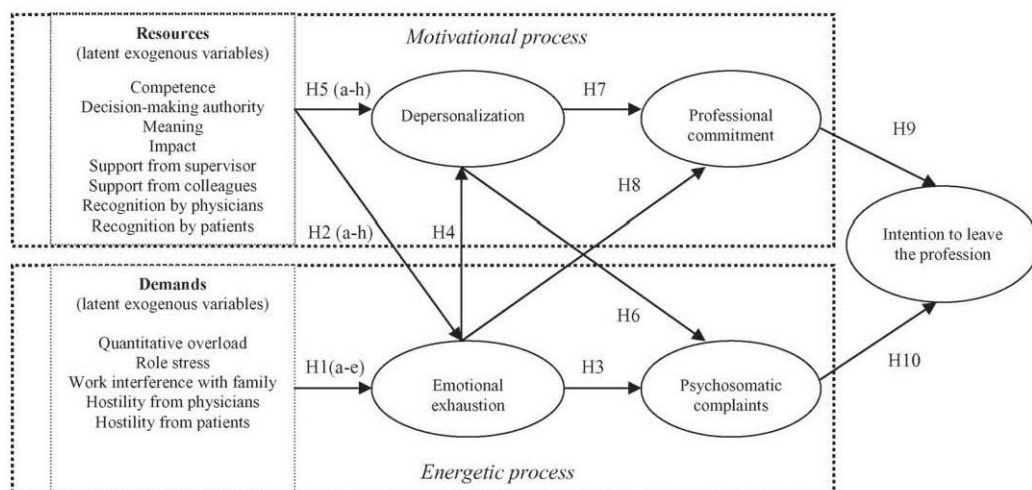 Resources
(latent exogenous variables)
Competence
Decision-making authority
Meaning
Impact
Support from supervisor
Support from colleagues
Recognition by physicians
Recognition by patients
Motivational process
H5 (a-h)
Depersonalization
H7
Professional
commitment
H9
H8
H2 (a-h)
H4
Intention to leave
the profession
Demands
(latent exogenous variables)
Quantitative overload
Role stress
Work interference with family
Hostility from physicians
Hostility from patients
H1(a-e)
Emotional
exhaustion
H3
H6
Psychosomatic
complaints
H10
Energetic process